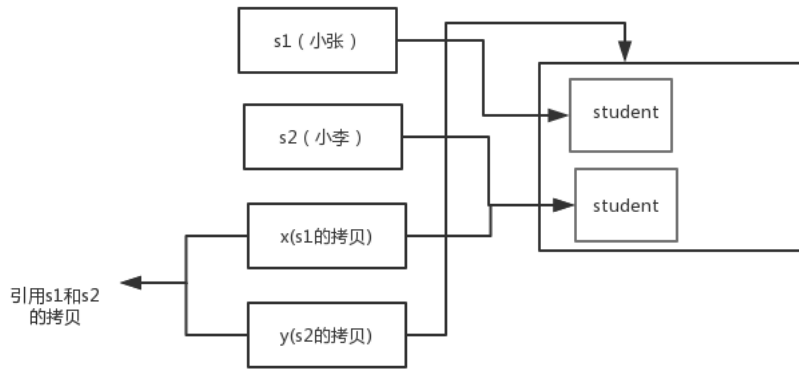 s1（小张）
student
s2（小李）
student
x(s1的拷贝)
引用s1和s2
的拷贝
y(s2的拷贝)